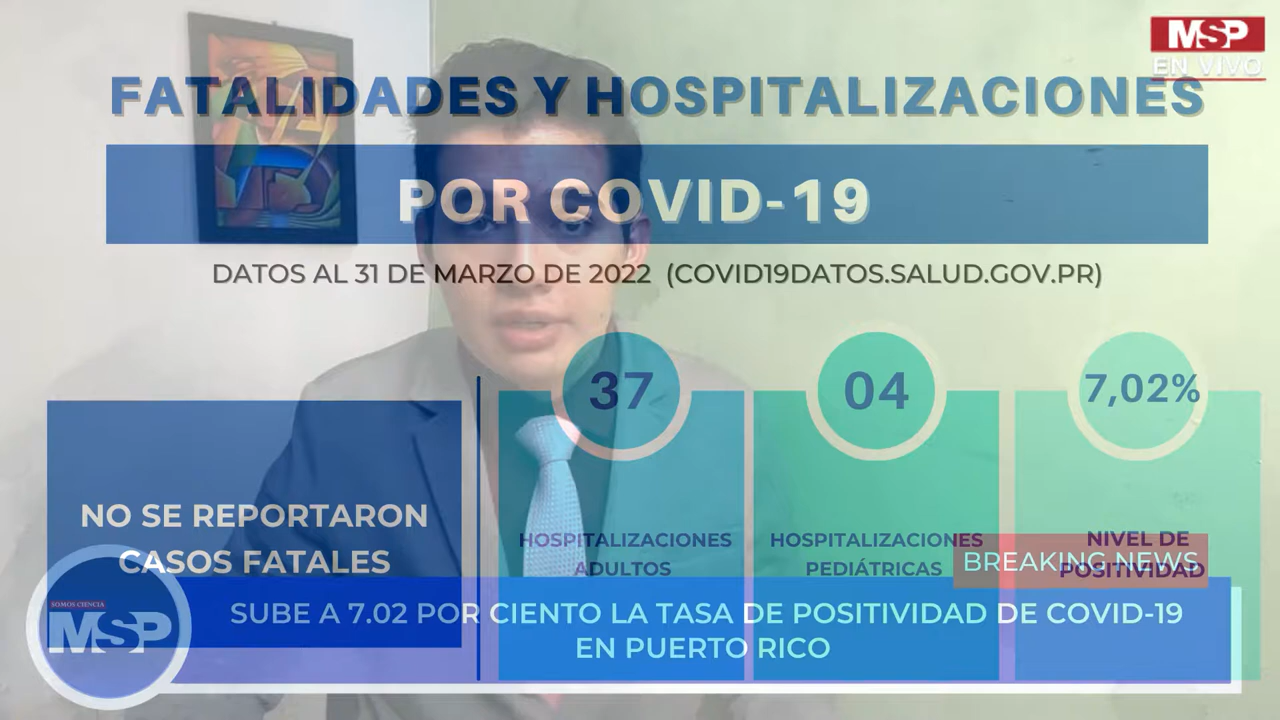 MSP
EN VIVO
FATALIDADES Y HOSPITALIZACIONES
POR COVID-19
DATOS AL 31 DE MARZO DE 2022 (COVID19DATOS.SALUD.GOV.PR)
37
04
7,02%
NO SE REPORTARON
CASOS FATALES
HOSPITALIZACIONES
ADULTOS
HOSPITALIZACIONES
PEDIÁTRICAS
NIVEL DE
POSITIVIDAD
BREAKING NEWS
SOMOS CIENCIA
MSP
SUBE A 7.02 POR CIENTO LA TASA DE POSITIVIDAD DE COVID-19
EN PUERTO RICO